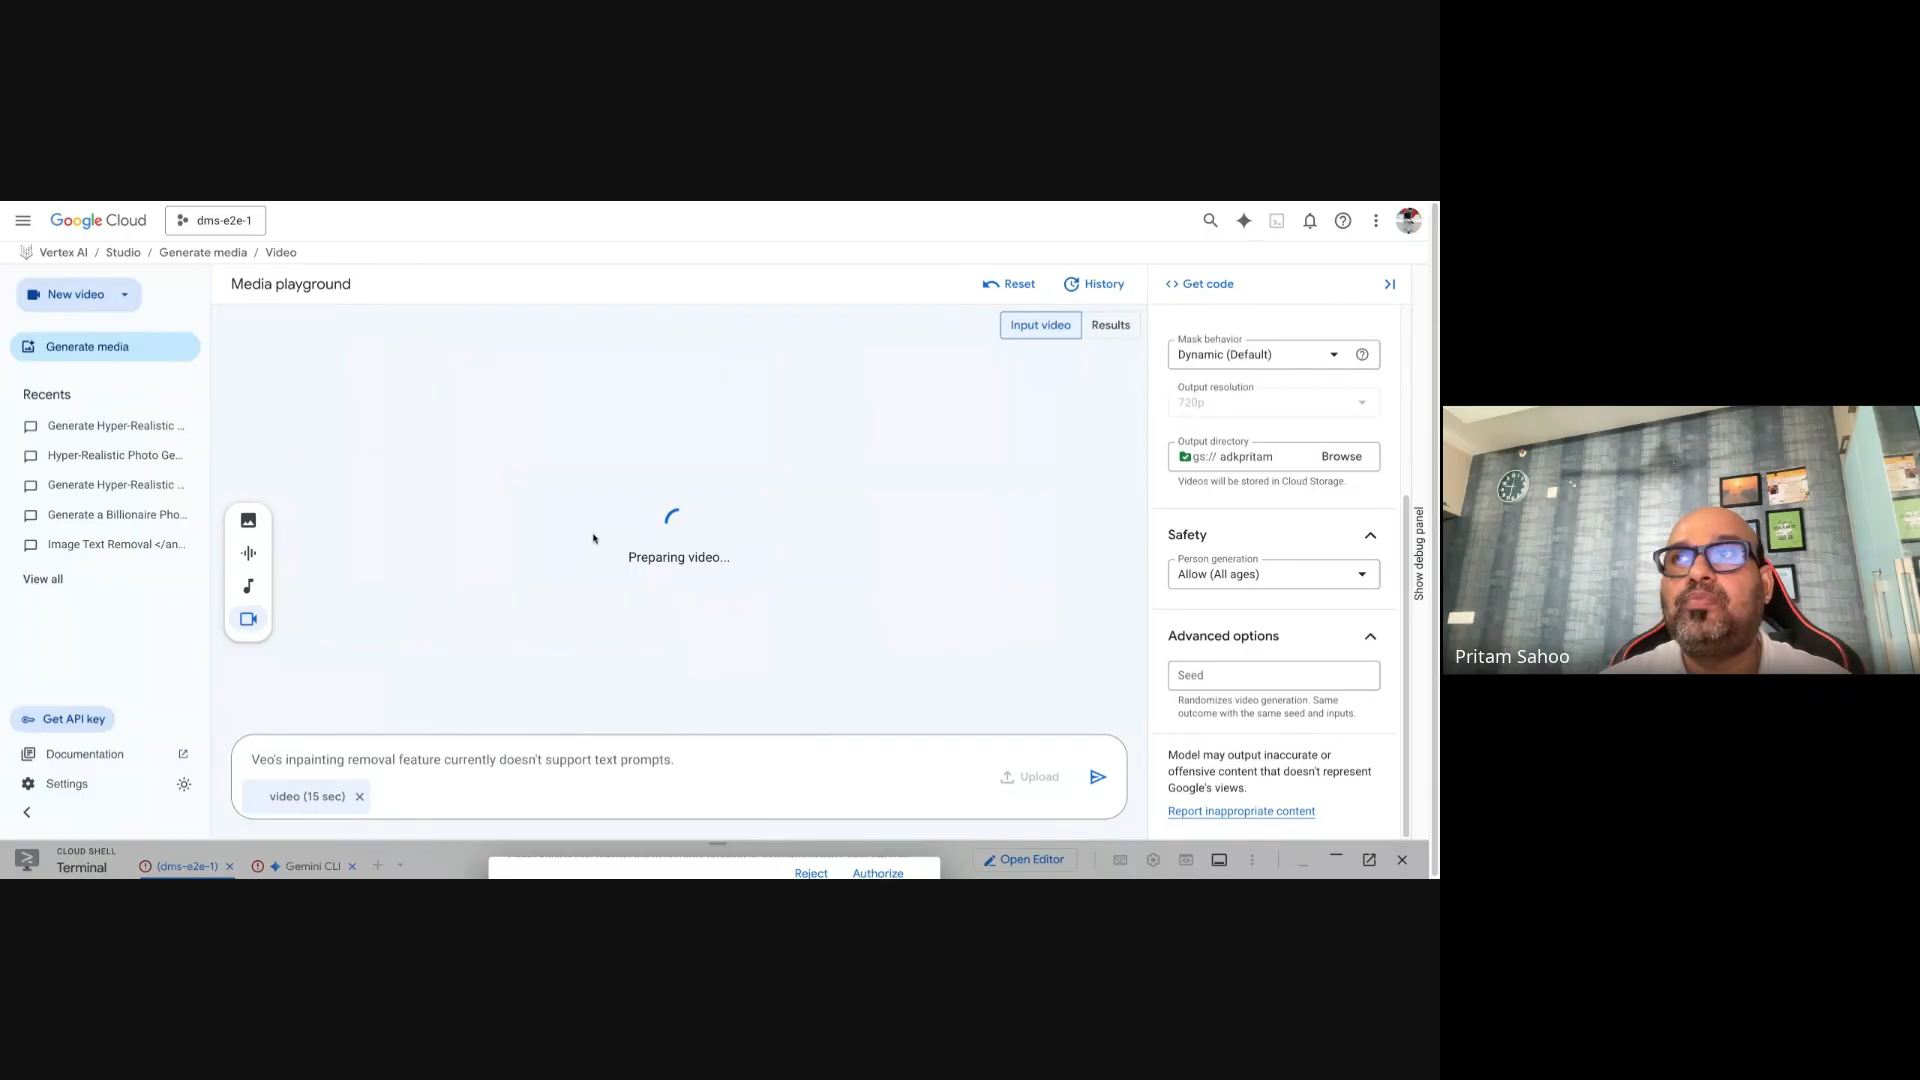 Google Cloud
dms-e2e-1
Vertex AI / Studio / Generate media / Video
New video
Media playground
Reset
History
Get code
Input video
Results
Generate media
Mask behavior
Dynamic (Default)
Recents
Output resolution
720p
Generate Hyper-Realistic ...
Hyper-Realistic Photo Ge...
Generate Hyper-Realistic ...
Generate a Billionaire Pho...
Image Text Removal </an...
View all
Output directory
gs:// adkpritam
Browse
Videos will be stored in Cloud Storage.
Preparing video...
Safety
Person generation
Allow (All ages)
Show debug panel
Advanced options
Seed
Randomizes video generation. Same
outcome with the same seed and inputs.
Get API key
Documentation
Settings
Veo's inpainting removal feature currently doesn't support text prompts.
Upload
video (15 sec)
Model may output inaccurate or
offensive content that doesn't represent
Google's views.
Report inappropriate content
CLOUD SHELL
Terminal
(dms-e2e-1)
Gemini CLI
Reject
Authorize
Open Editor
Pritam Sahoo